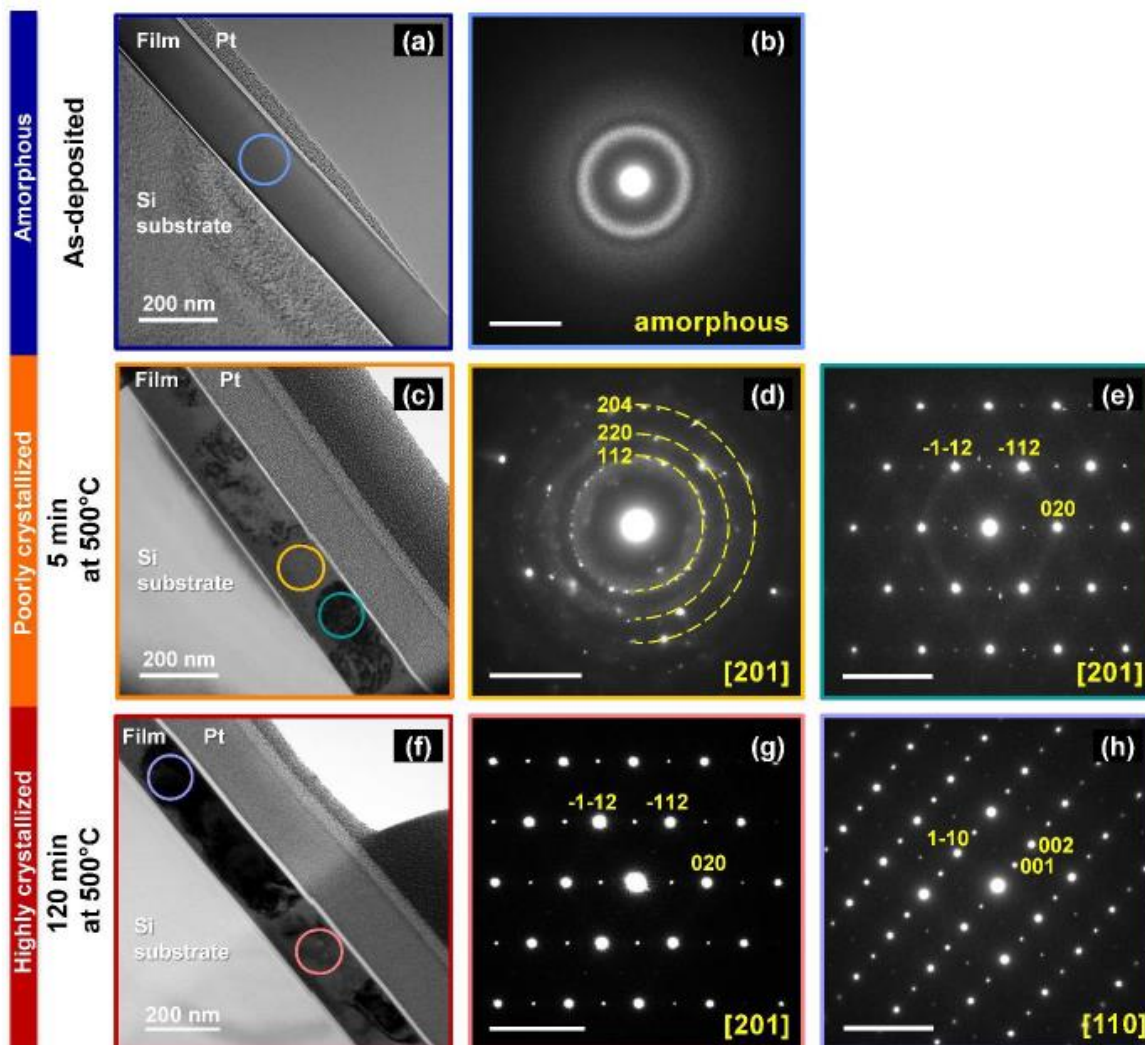 Amorphous
As-deposited
Film Pt (a)
Si
substrate
200 nm
(b)
amorphous
Poorly crystallized
5 min
at 500°C
Film Pt (c)
Si
substrate
200 nm
(d)
204
220
112
[201]
(e)
-1-12 -112
020
[201]
Highly crystallized
120 min
at 500°C
Film Pt (f)
Si
substrate
200 nm
(g)
-1-12 -112
020
[201]
(h)
1-10 002
001
[110]